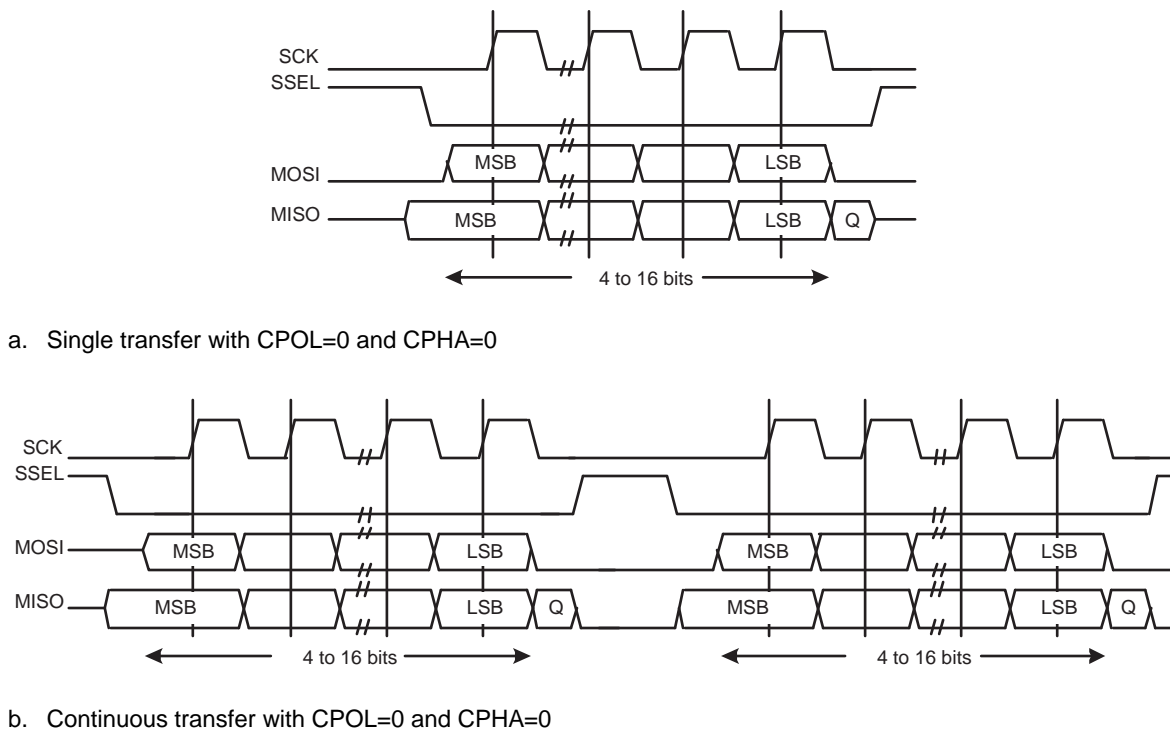 SCK
SSEL
MOSI MSB LSB
MISO MSB LSB Q
4 to 16 bits
a. Single transfer with CPOL=0 and CPHA=0
SCK
SSEL
MOSI MSB LSB MSB LSB
MISO MSB LSB Q MSB LSB Q
4 to 16 bits 4 to 16 bits
b. Continuous transfer with CPOL=0 and CPHA=0